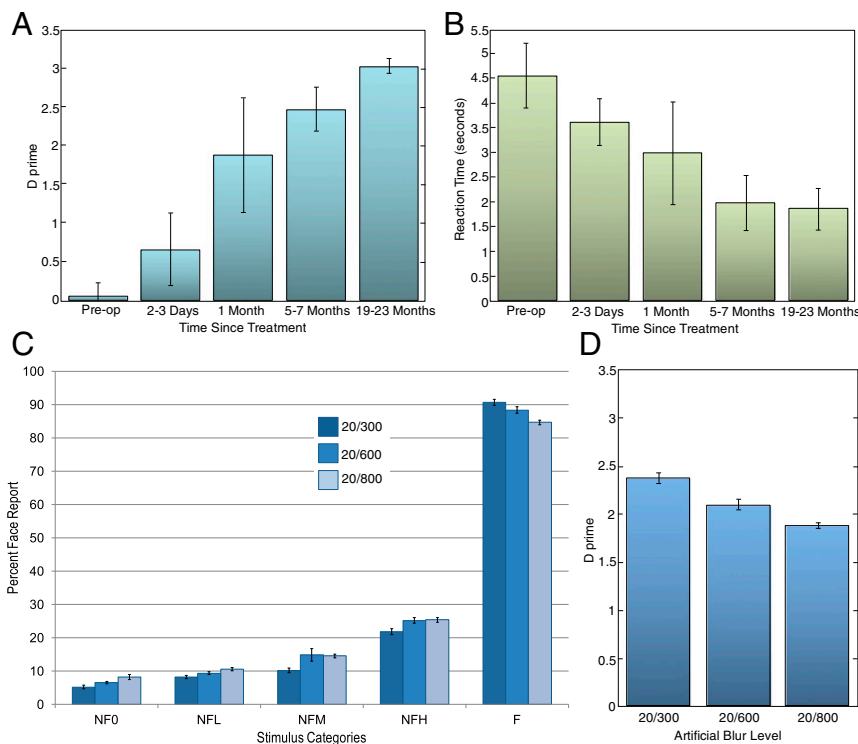 A
3.5
3
2.5
2
1.5
1
0.5
0
D prime
Pre-op
2-3 Days
1 Month
5-7 Months
19-23 Months
Time Since Treatment
B
5.5
5
4.5
4
3.5
3
2.5
2
1.5
1
0.5
0
Reaction Time (seconds)
Pre-op
2-3 Days
1 Month
5-7 Months
19-23 Months
Time Since Treatment
C
100
90
80
70
60
50
40
30
20
10
0
Percent Face Report
20/300
20/600
20/800
NF0
NFL
NFM
NFH
F
Stimulus Categories
D
3.5
3
2.5
2
1.5
1
0.5
0
D prime
20/300
20/600
20/800
Artificial Blur Level